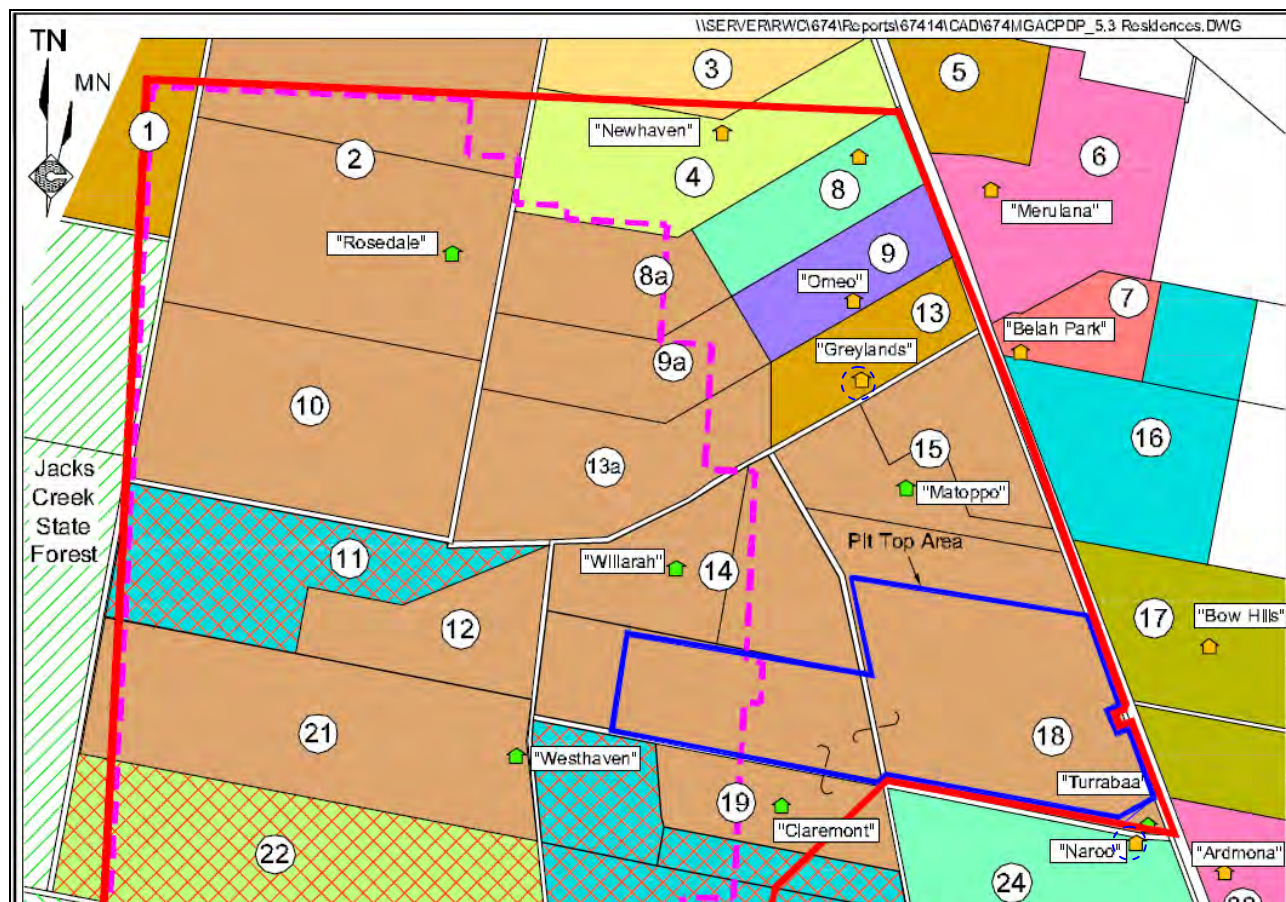 \\SERVER\RWC\674\Reports\67414\CAD\674MGACPDP_5.3 Residences.DWG
TN
MN
1
2
3
4
5
6
"Newhaven"
8
"Merulana"
"Rosedale"
8a
9
"Omeo"
13
7
"Belah Park"
9a
"Greylands"
10
13a
15
16
"Matoppo"
Jacks
Creek
State
Forest
Pit Top Area
11
"Willarah"
14
12
17
"Bow Hills"
21
18
"Westhaven"
"Turrabaa"
19
"Claremont"
22
"Naroo"
"Ardmona"
24